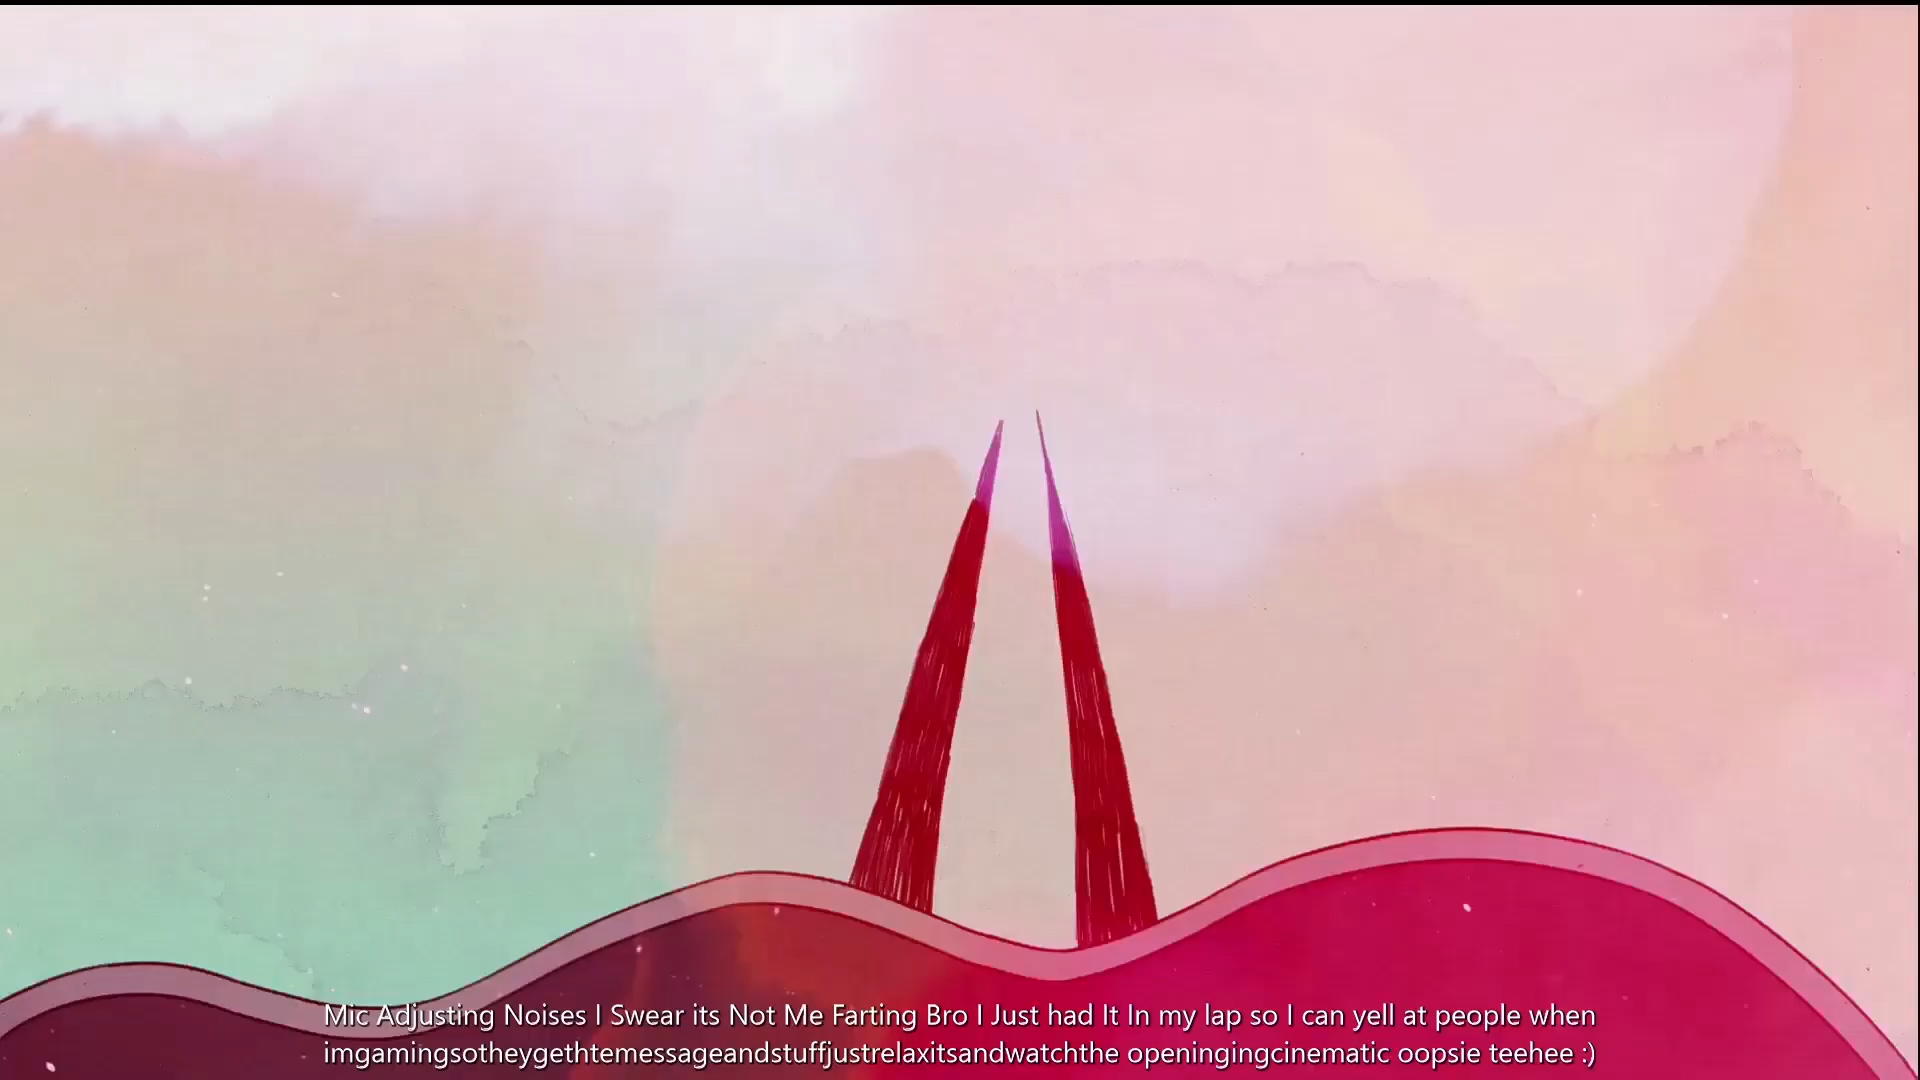 Mic Adjusting Noises I Swear its Not Me Farting Bro I Just had It In my lap so I can yell at people when
imgamingsotheygethtemessageandstuffjustrelaxitsandwatchthe openingingcinematic oopsie teehee :)